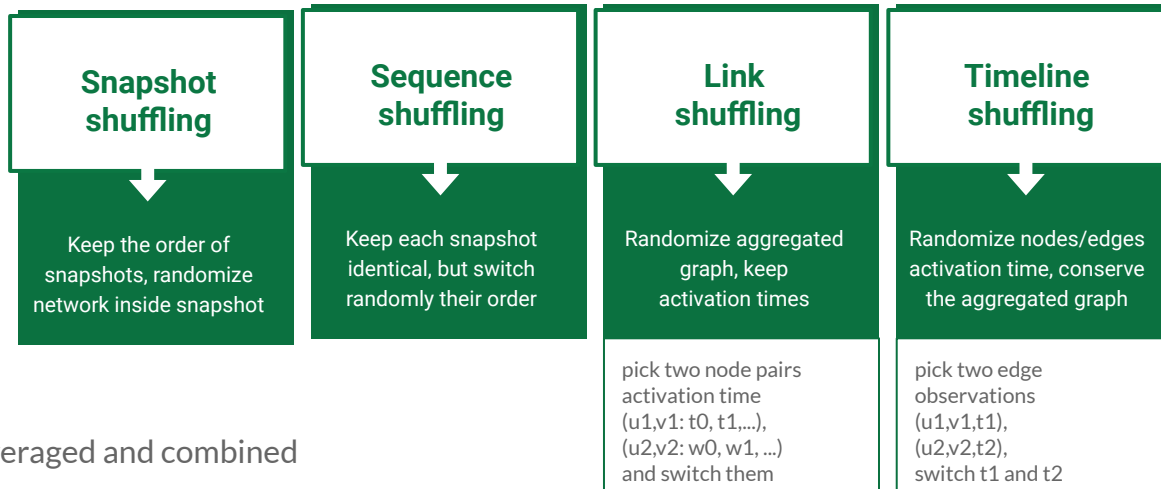 Snapshot
shuffling
Keep the order of
snapshots, randomize
network inside snapshot
Sequence
shuffling
Keep each snapshot
identical, but switch
randomly their order
Link
shuffling
Randomize aggregated
graph, keep
activation times
pick two node pairs
activation time
(u1,v1: t0, t1,...),
(u2,v2: w0, w1, ...)
and switch them
Timeline
shuffling
Randomize nodes/edges
activation time, conserve
the aggregated graph
pick two edge
observations
(u1,v1,t1),
(u2,v2,t2),
switch t1 and t2
eraged and combined